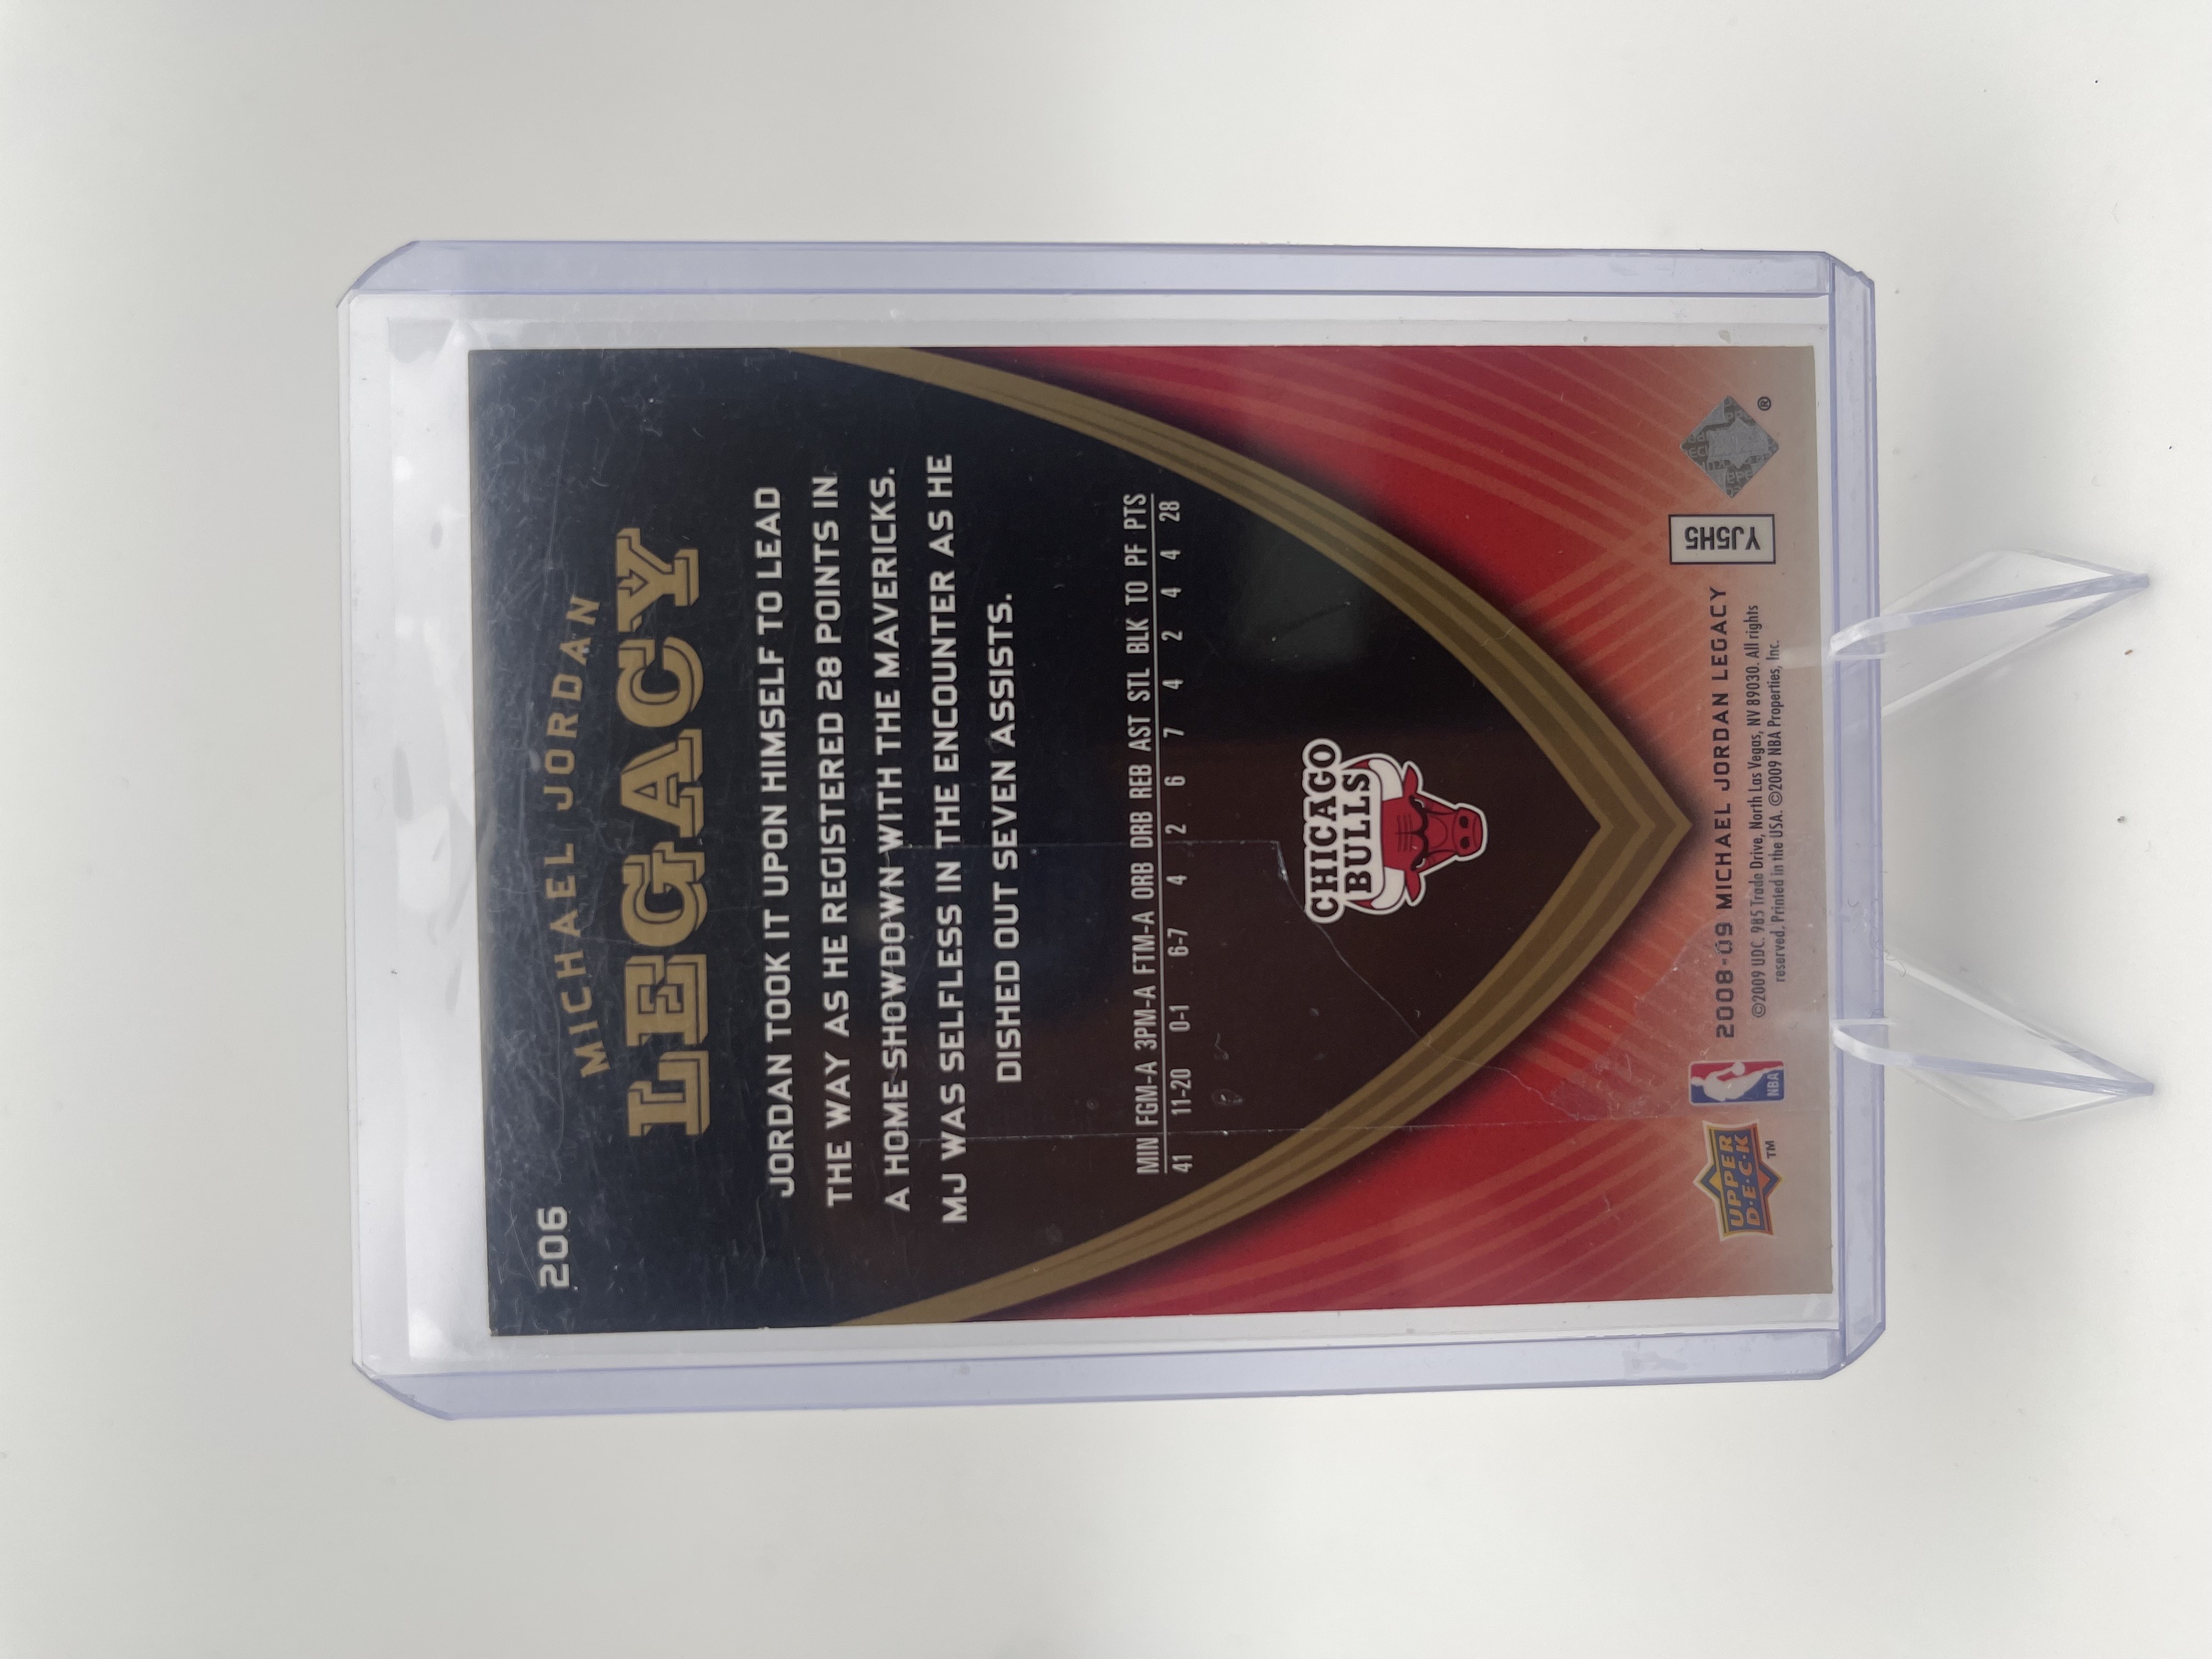 206
MICHAEL JORDAN
LEGACY
JORDAN TOOK IT UPON HIMSELF TO LEAD
THE WAY AS HE REGISTERED 28 POINTS IN
A HOME SHOWDOWN WITH THE MAVERICKS.
MJ WAS SELFLESS IN THE ENCOUNTER AS HE
DISHED OUT SEVEN ASSISTS.
MIN FGM-A 3PM-A FTM-A ORB DRB REB AST STL BLK TO PF PTS
41 11-20 0-1 6-7 4 2 6 7 4 2 4 4 28
CHICAGO
BULLS
UPPER
D·E·C·K
TM
NBA
2008-09 MICHAEL JORDAN LEGACY
©2009 UDC. 985 Trade Drive, North Las Vegas, NV 89030. All rights
reserved. Printed in the USA. ©2009 NBA Properties, Inc.
YJ5H5
®